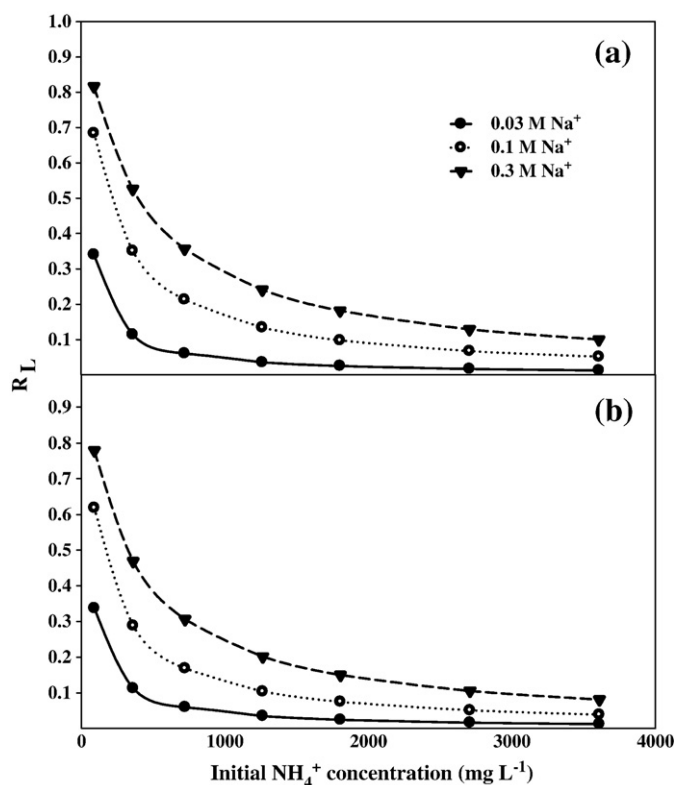 1.0
(a)
0.9
0.03 M Na⁺
0.8
0.1 M Na⁺
0.7
0.3 M Na⁺
0.6
0.5
0.4
0.3
0.2
0.1
R_L
(b)
0.9
0.8
0.7
0.6
0.5
0.4
0.3
0.2
0.1
0 1000 2000 3000 4000
Initial NH₄⁺ concentration (mg L⁻¹)